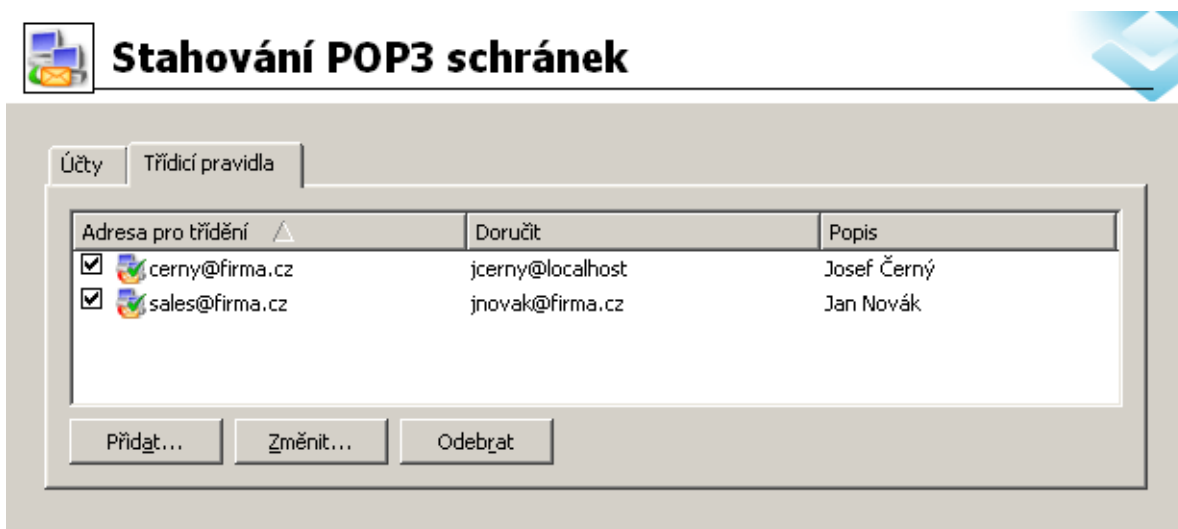 Stahování POP3 schránek
Účty Třídicí pravidla
Adresa pro třídění Doručit Popis
cerny@firma.cz jcerny@localhost Josef Černý
sales@firma.cz jnovak@firma.cz Jan Novák
Přidat... Změnit... Odebrat